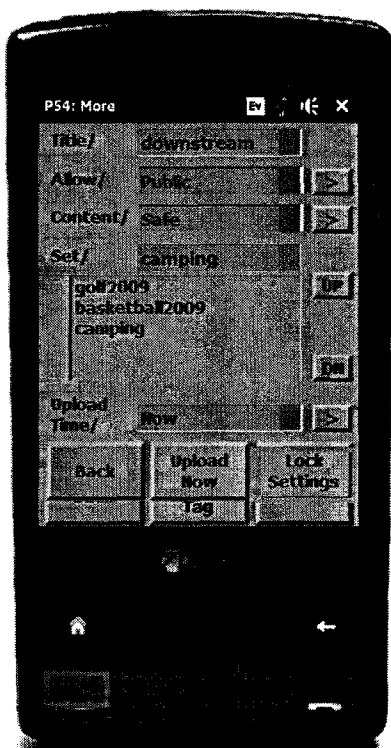 P54: More Ev
Title/ downstream
Allow/ Public >
Content/ Safe >
Set/ camping
golf2009 UP
basketball2009
camping
DN
Upload
Time/ Now >
Back Upload Now Lock Settings
Tag